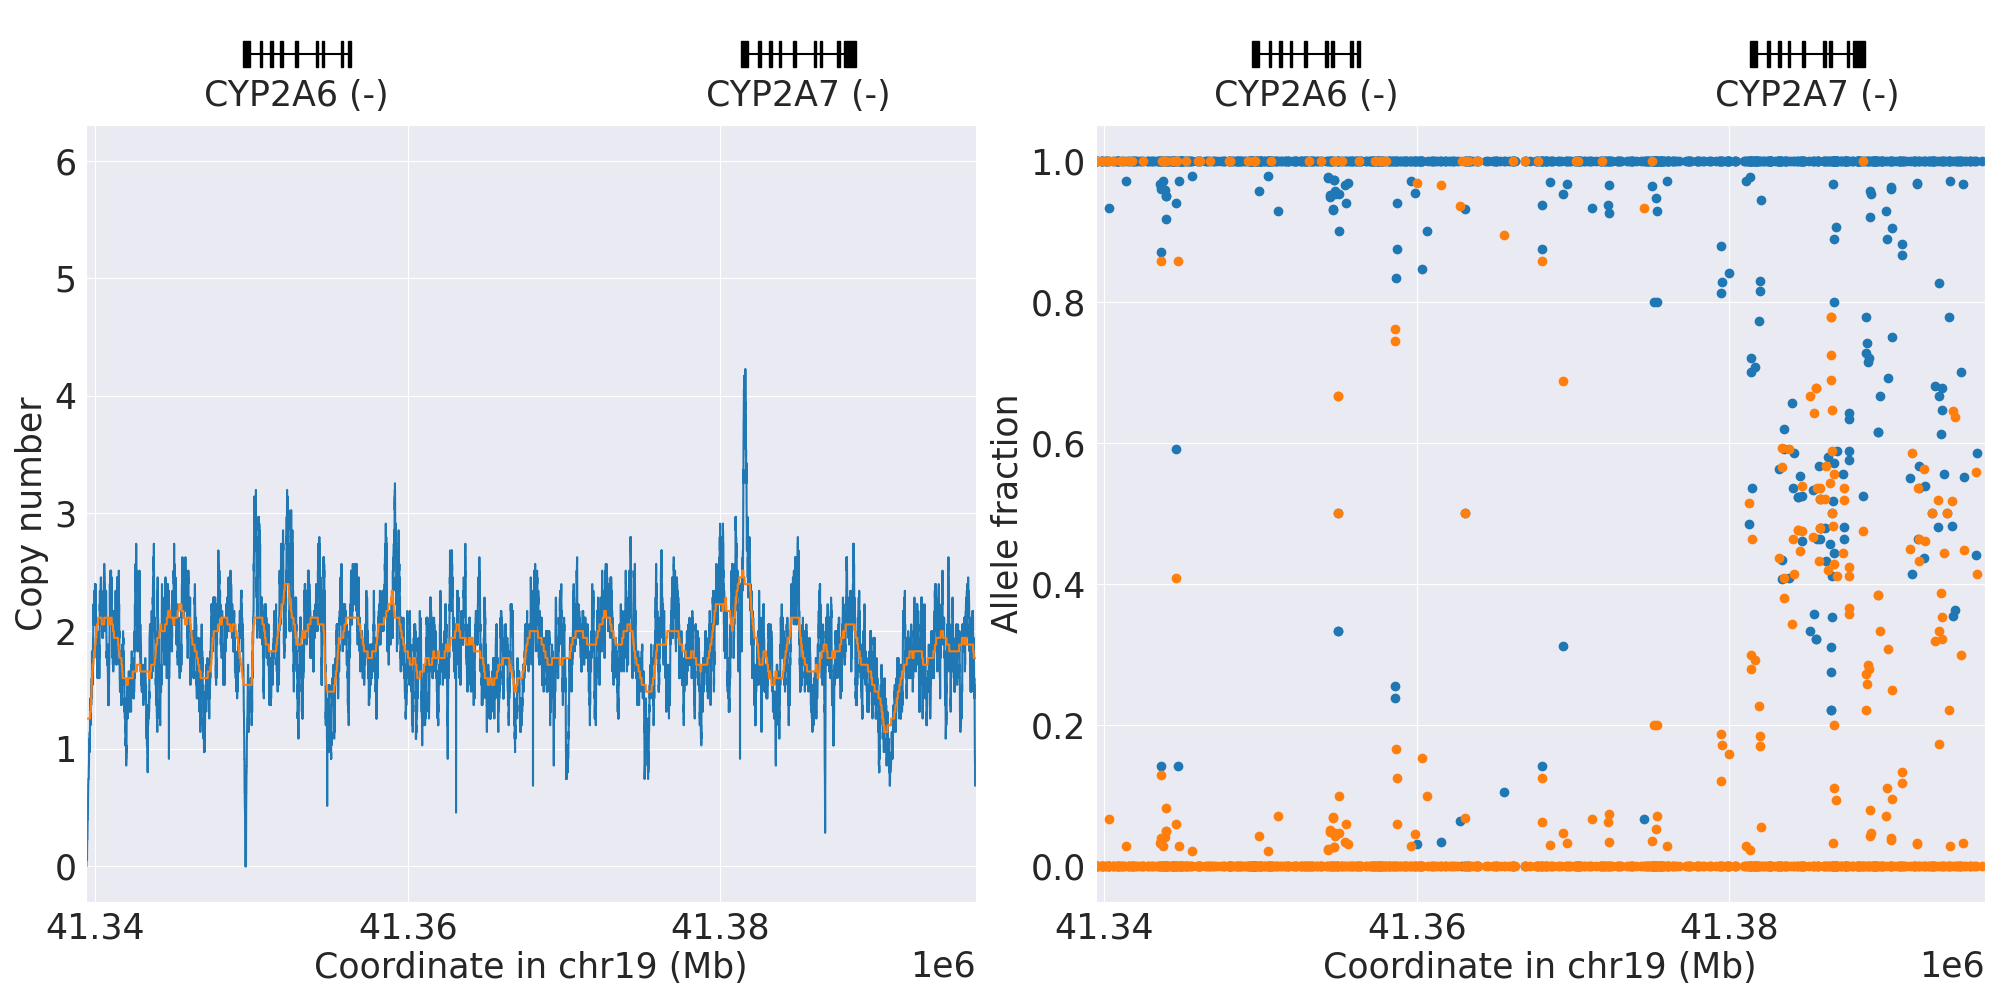 CYP2A6 (-)
CYP2A7 (-)
6
5
4
3
2
1
0
Copy number
41.34
41.36
41.38
Coordinate in chr19 (Mb)
1e6
CYP2A6 (-)
CYP2A7 (-)
1.0
0.8
0.6
0.4
0.2
0.0
Allele fraction
41.34
41.36
41.38
Coordinate in chr19 (Mb)
1e6